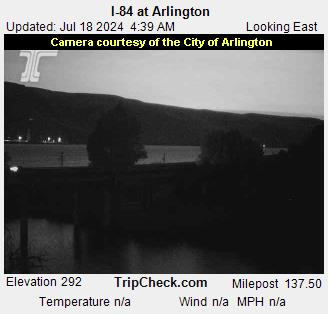 I-84 at Arlington
Updated: Jul 18 2024 4:39 AM Looking East
Camera courtesy of the City of Arlington
Elevation 292 TripCheck.com Milepost 137.50
Temperature n/a Wind n/a MPH n/a